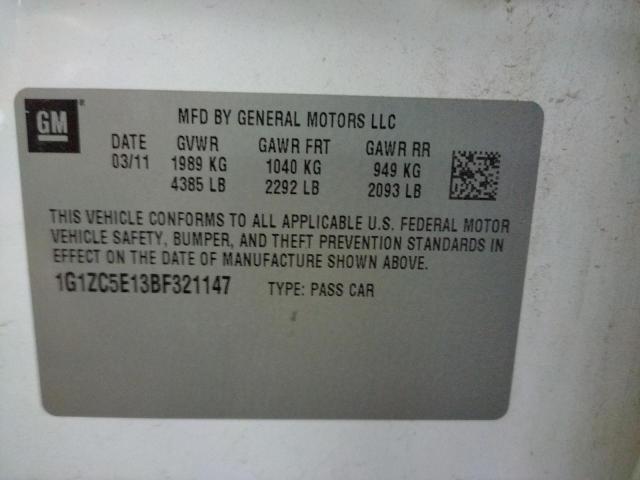 GM MFD BY GENERAL MOTORS LLC
DATE GVWR GAWR FRT GAWR RR
03/11 1989 KG 1040 KG 949 KG
4385 LB 2292 LB 2093 LB
THIS VEHICLE CONFORMS TO ALL APPLICABLE U.S. FEDERAL MOTOR
VEHICLE SAFETY, BUMPER, AND THEFT PREVENTION STANDARDS IN
EFFECT ON THE DATE OF MANUFACTURE SHOWN ABOVE.
1G1ZC5E13BF321147 TYPE: PASS CAR